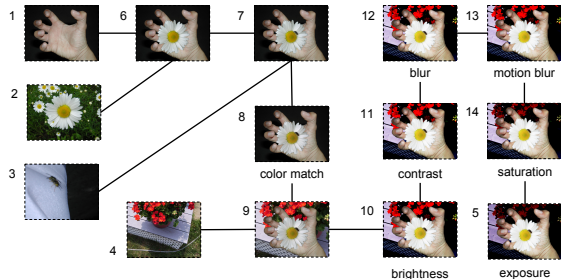 1
6
7
12
13
blur
motion blur
2
8
11
14
color match
contrast
saturation
3
4
9
10
5
brightness
exposure